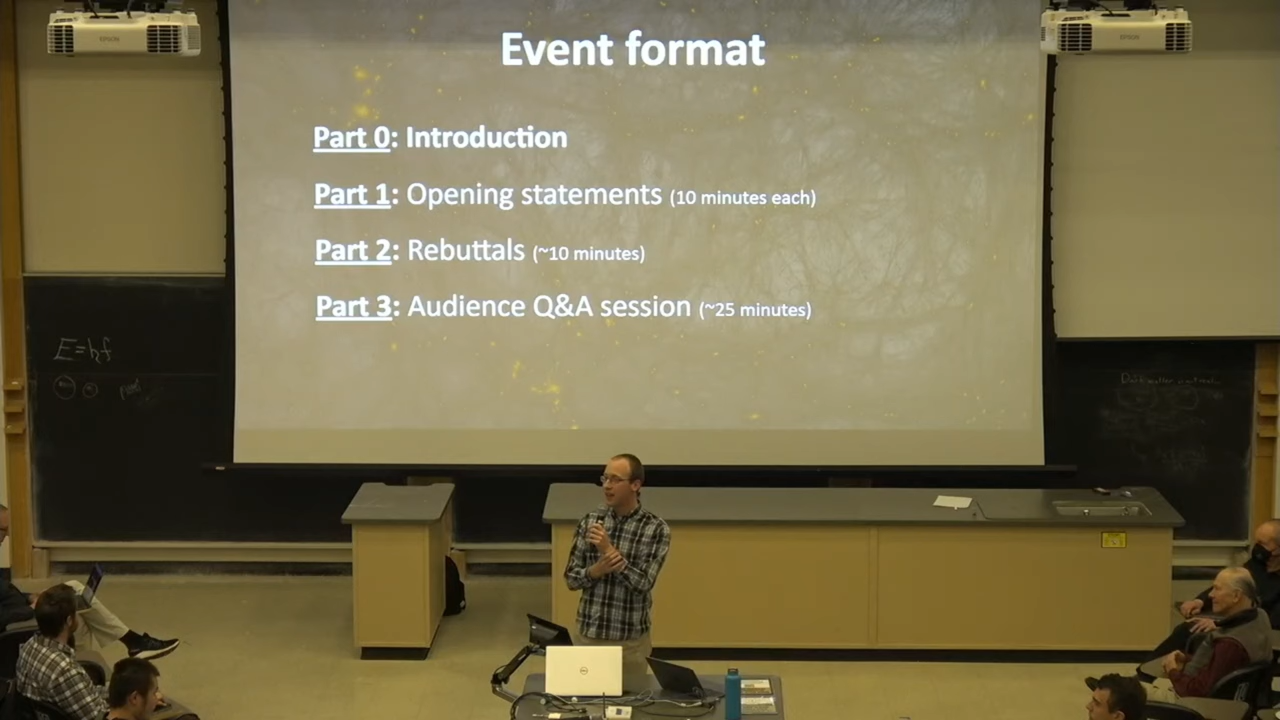 EPSON
EPSON
Event format
Part 0: Introduction
Part 1: Opening statements (10 minutes each)
Part 2: Rebuttals (~10 minutes)
Part 3: Audience Q&A session (~25 minutes)
E=hf
DELL